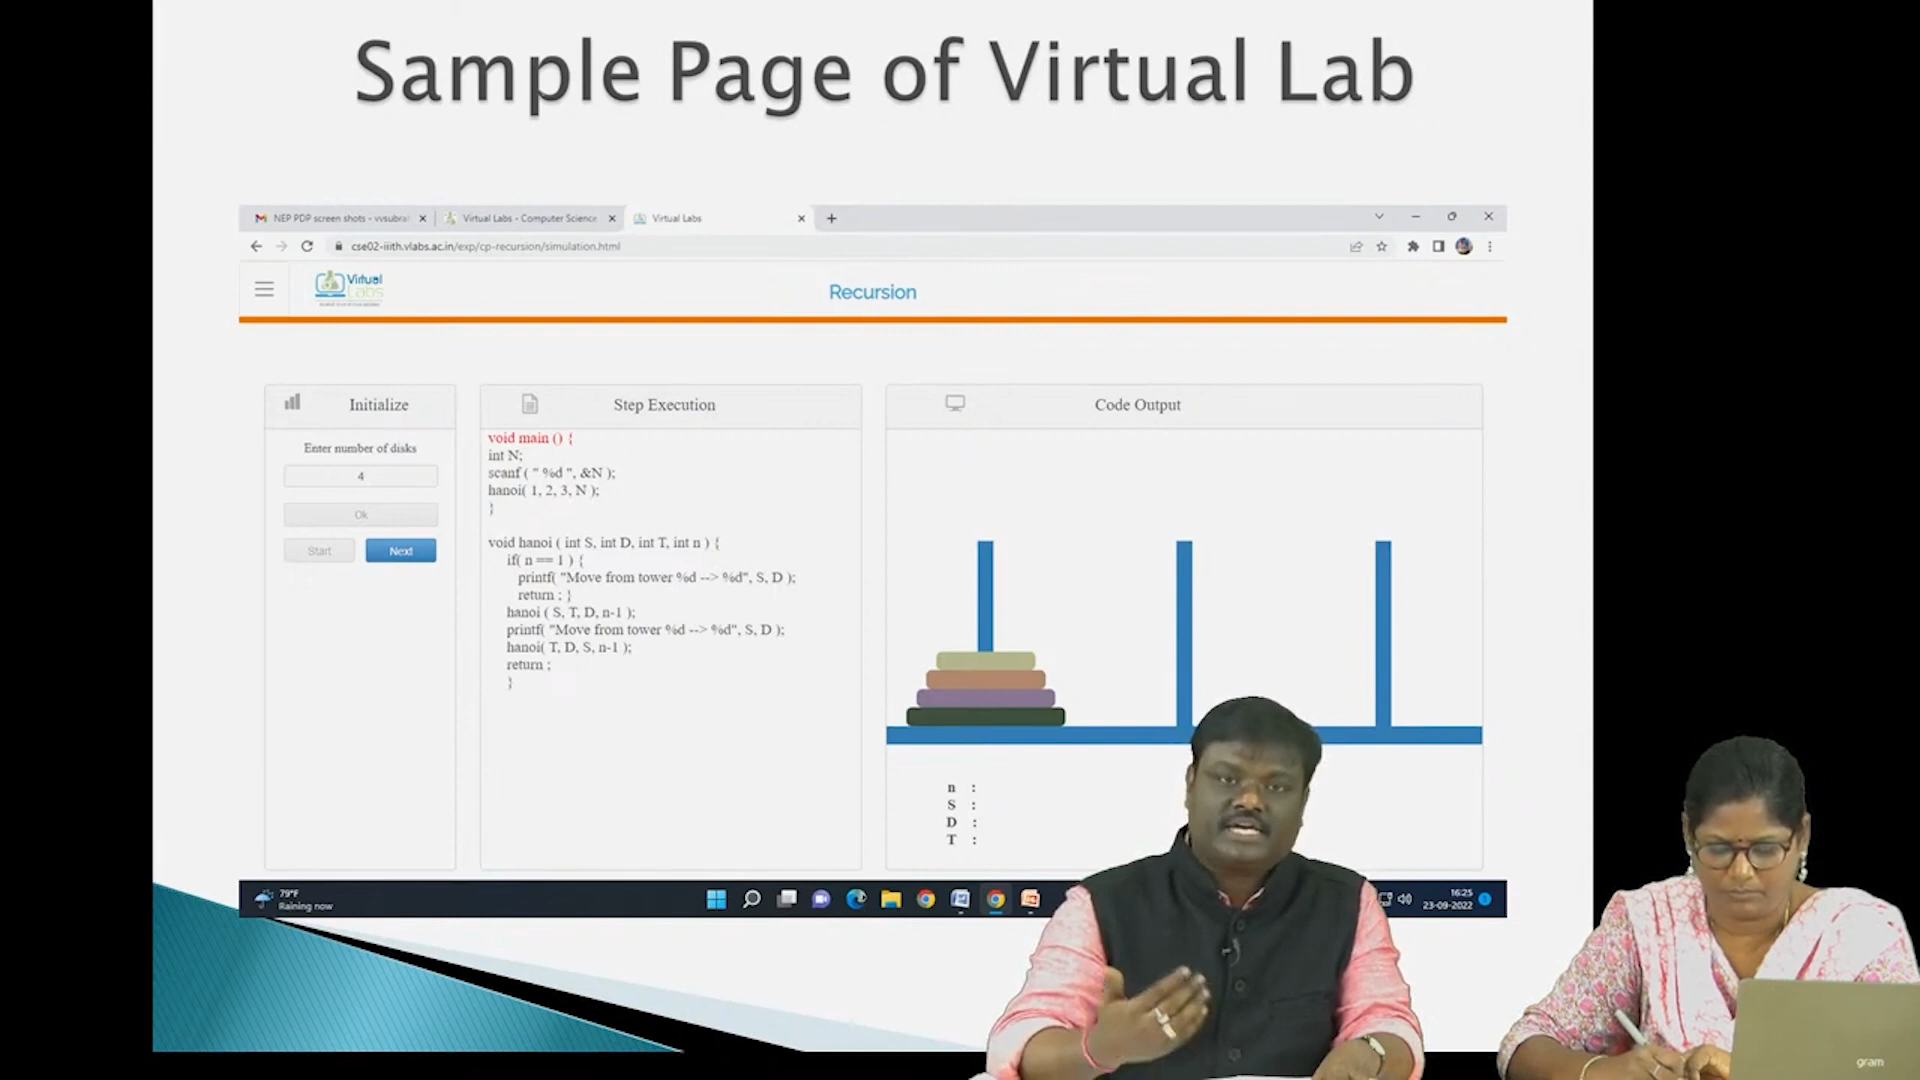 Sample Page of Virtual Lab
NEP PDP screen shots - vvsubra
Virtual Labs - Computer Science
Virtual Labs
cse02-iiith.vlabs.ac.in/exp/cp-recursion/simulation.html
Virtual
Labs
Recursion
Initialize
Enter number of disks
4
Ok
Start Next
Step Execution
void main () {
int N;
scanf ( " %d ", &N );
hanoi( 1, 2, 3, N );
}
void hanoi ( int S, int D, int T, int n ) {
if( n == 1 ) {
printf( "Move from tower %d --> %d", S, D );
return ; }
hanoi ( S, T, D, n-1 );
printf( "Move from tower %d --> %d", S, D );
hanoi( T, D, S, n-1 );
return ;
}
Code Output
n :
S :
D :
T :
79°F
Raining now
16:25
23-09-2022
gram